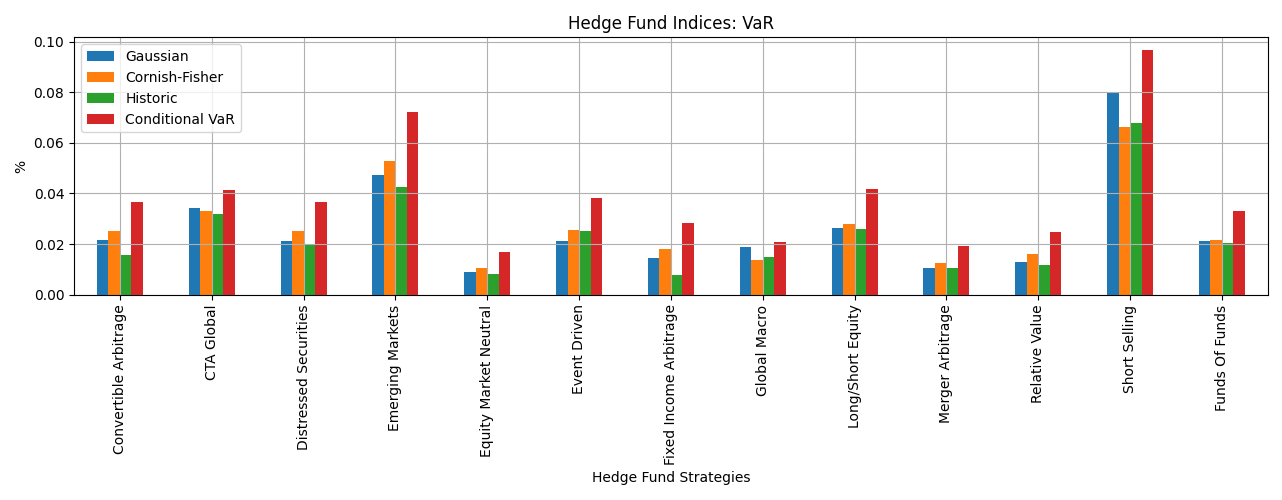 Hedge Fund Indices: VaR
Gaussian
Cornish-Fisher
Historic
Conditional VaR
%
0.10
0.08
0.06
0.04
0.02
0.00
Convertible Arbitrage
CTA Global
Distressed Securities
Emerging Markets
Equity Market Neutral
Event Driven
Fixed Income Arbitrage
Global Macro
Long/Short Equity
Merger Arbitrage
Relative Value
Short Selling
Funds Of Funds
Hedge Fund Strategies